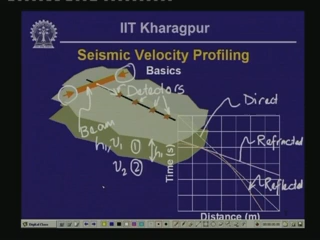 IIT Kharagpur
Seismic Velocity Profiling
Basics
Detectors
Direct
Beam
h₁, v₁ ①
h₁
v₂ ②
Refracted
Reflected
Time (s)
Distance (m)